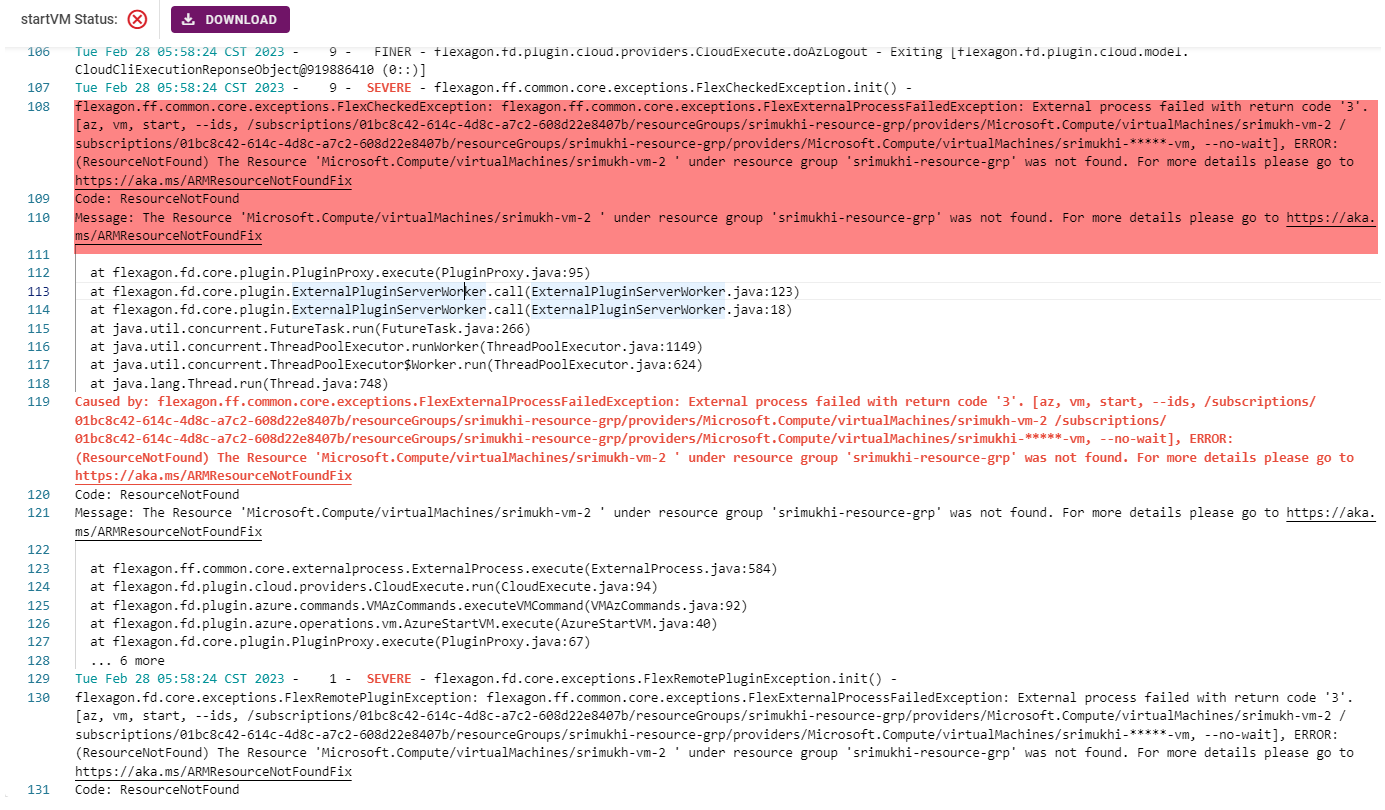 startVM Status:
DOWNLOAD
106 Tue Feb 28 05:58:24 CST 2023 - 9 - FINER - flexagon.fd.plugin.cloud.providers.CloudExecute.doAzLogout - Exiting [flexagon.fd.plugin.cloud.model.
CloudCliExecutionReponseObject@919886410 (0::)]
107 Tue Feb 28 05:58:24 CST 2023 - 9 - SEVERE - flexagon.ff.common.core.exceptions.FlexCheckedException.init() -
108 flexagon.ff.common.core.exceptions.FlexCheckedException: flexagon.ff.common.core.exceptions.FlexExternalProcessFailedException: External process failed with return code '3'.
[az, vm, start, --ids, /subscriptions/01bc8c42-614c-4d8c-a7c2-608d22e8407b/resourceGroups/srimukhi-resource-grp/providers/Microsoft.Compute/virtualMachines/srimukh-vm-2 /
subscriptions/01bc8c42-614c-4d8c-a7c2-608d22e8407b/resourceGroups/srimukhi-resource-grp/providers/Microsoft.Compute/virtualMachines/srimukhi-*****-vm, --no-wait], ERROR:
(ResourceNotFound) The Resource 'Microsoft.Compute/virtualMachines/srimukh-vm-2 ' under resource group 'srimukhi-resource-grp' was not found. For more details please go to
https://aka.ms/ARMResourceNotFoundFix
109 Code: ResourceNotFound
110 Message: The Resource 'Microsoft.Compute/virtualMachines/srimukh-vm-2 ' under resource group 'srimukhi-resource-grp' was not found. For more details please go to https://aka.
ms/ARMResourceNotFoundFix
111
112 at flexagon.fd.core.plugin.PluginProxy.execute(PluginProxy.java:95)
113 at flexagon.fd.core.plugin.ExternalPluginServerWorker.call(ExternalPluginServerWorker.java:123)
114 at flexagon.fd.core.plugin.ExternalPluginServerWorker.call(ExternalPluginServerWorker.java:18)
115 at java.util.concurrent.FutureTask.run(FutureTask.java:266)
116 at java.util.concurrent.ThreadPoolExecutor.runWorker(ThreadPoolExecutor.java:1149)
117 at java.util.concurrent.ThreadPoolExecutor$Worker.run(ThreadPoolExecutor.java:624)
118 at java.lang.Thread.run(Thread.java:748)
119 Caused by: flexagon.ff.common.core.exceptions.FlexExternalProcessFailedException: External process failed with return code '3'. [az, vm, start, --ids, /subscriptions/
01bc8c42-614c-4d8c-a7c2-608d22e8407b/resourceGroups/srimukhi-resource-grp/providers/Microsoft.Compute/virtualMachines/srimukh-vm-2 /subscriptions/
01bc8c42-614c-4d8c-a7c2-608d22e8407b/resourceGroups/srimukhi-resource-grp/providers/Microsoft.Compute/virtualMachines/srimukhi-*****-vm, --no-wait], ERROR:
(ResourceNotFound) The Resource 'Microsoft.Compute/virtualMachines/srimukh-vm-2 ' under resource group 'srimukhi-resource-grp' was not found. For more details please go to
https://aka.ms/ARMResourceNotFoundFix
120 Code: ResourceNotFound
121 Message: The Resource 'Microsoft.Compute/virtualMachines/srimukh-vm-2 ' under resource group 'srimukhi-resource-grp' was not found. For more details please go to https://aka.
ms/ARMResourceNotFoundFix
122
123 at flexagon.ff.common.core.externalprocess.ExternalProcess.execute(ExternalProcess.java:584)
124 at flexagon.fd.plugin.cloud.providers.CloudExecute.run(CloudExecute.java:94)
125 at flexagon.fd.plugin.azure.commands.VMAzCommands.executeVMCommand(VMAzCommands.java:92)
126 at flexagon.fd.plugin.azure.operations.vm.AzureStartVM.execute(AzureStartVM.java:40)
127 at flexagon.fd.core.plugin.PluginProxy.execute(PluginProxy.java:67)
128 ... 6 more
129 Tue Feb 28 05:58:24 CST 2023 - 1 - SEVERE - flexagon.fd.core.exceptions.FlexRemotePluginException.init() -
130 flexagon.fd.core.exceptions.FlexRemotePluginException: flexagon.ff.common.core.exceptions.FlexExternalProcessFailedException: External process failed with return code '3'.
[az, vm, start, --ids, /subscriptions/01bc8c42-614c-4d8c-a7c2-608d22e8407b/resourceGroups/srimukhi-resource-grp/providers/Microsoft.Compute/virtualMachines/srimukh-vm-2 /
subscriptions/01bc8c42-614c-4d8c-a7c2-608d22e8407b/resourceGroups/srimukhi-resource-grp/providers/Microsoft.Compute/virtualMachines/srimukhi-*****-vm, --no-wait], ERROR:
(ResourceNotFound) The Resource 'Microsoft.Compute/virtualMachines/srimukh-vm-2 ' under resource group 'srimukhi-resource-grp' was not found. For more details please go to
https://aka.ms/ARMResourceNotFoundFix
131 Code: ResourceNotFound